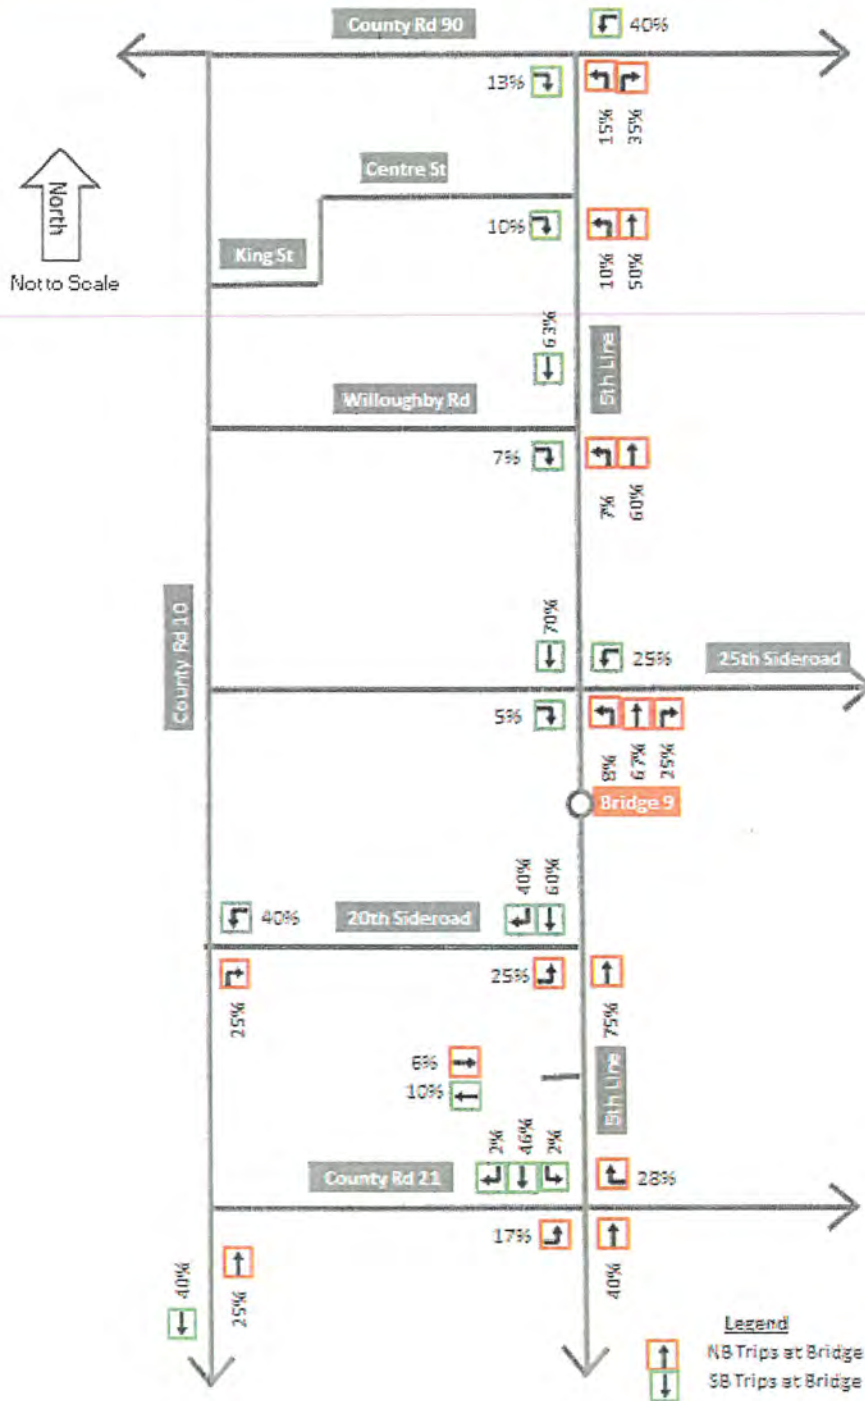 County Rd 90
40%
13%
15%
35%
Centre St
North
10%
10%
50%
King St
Not to Scale
63%
5th Line
Willoughby Rd
7%
7%
60%
County Rd 10
70%
25%
25th Sideroad
5%
8%
67%
25%
Bridge 9
40%
60%
40%
20th Sideroad
25%
25%
75%
6%
10%
2%
46%
2%
County Rd 21
28%
17%
40%
40%
25%
Legend
NB Trips at Bridge
SB Trips at Bridge